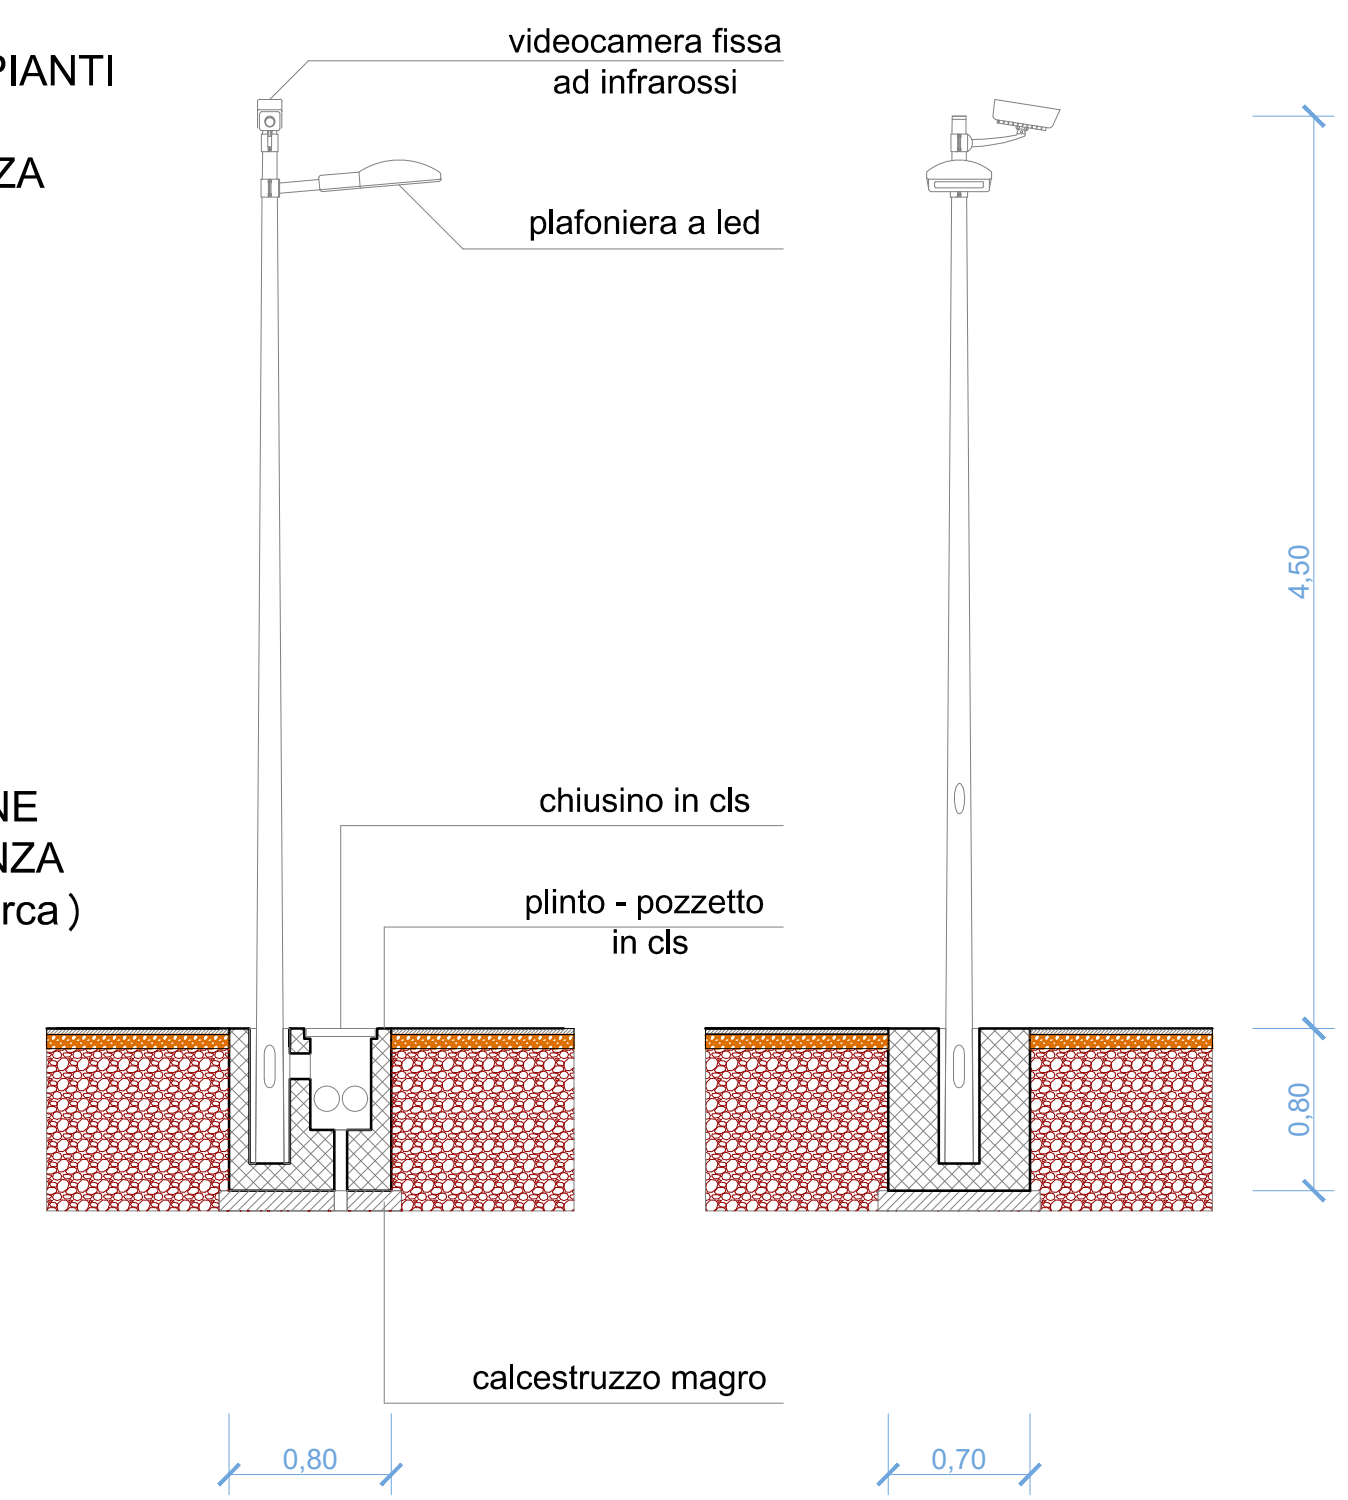 PIANTI
ZA
videocamera fissa
ad infrarossi
plafoniera a led
4,50
NE
NZA
rca )
chiusino in cls
plinto - pozzetto
in cls
0,80
calcestruzzo magro
0,80
0,70